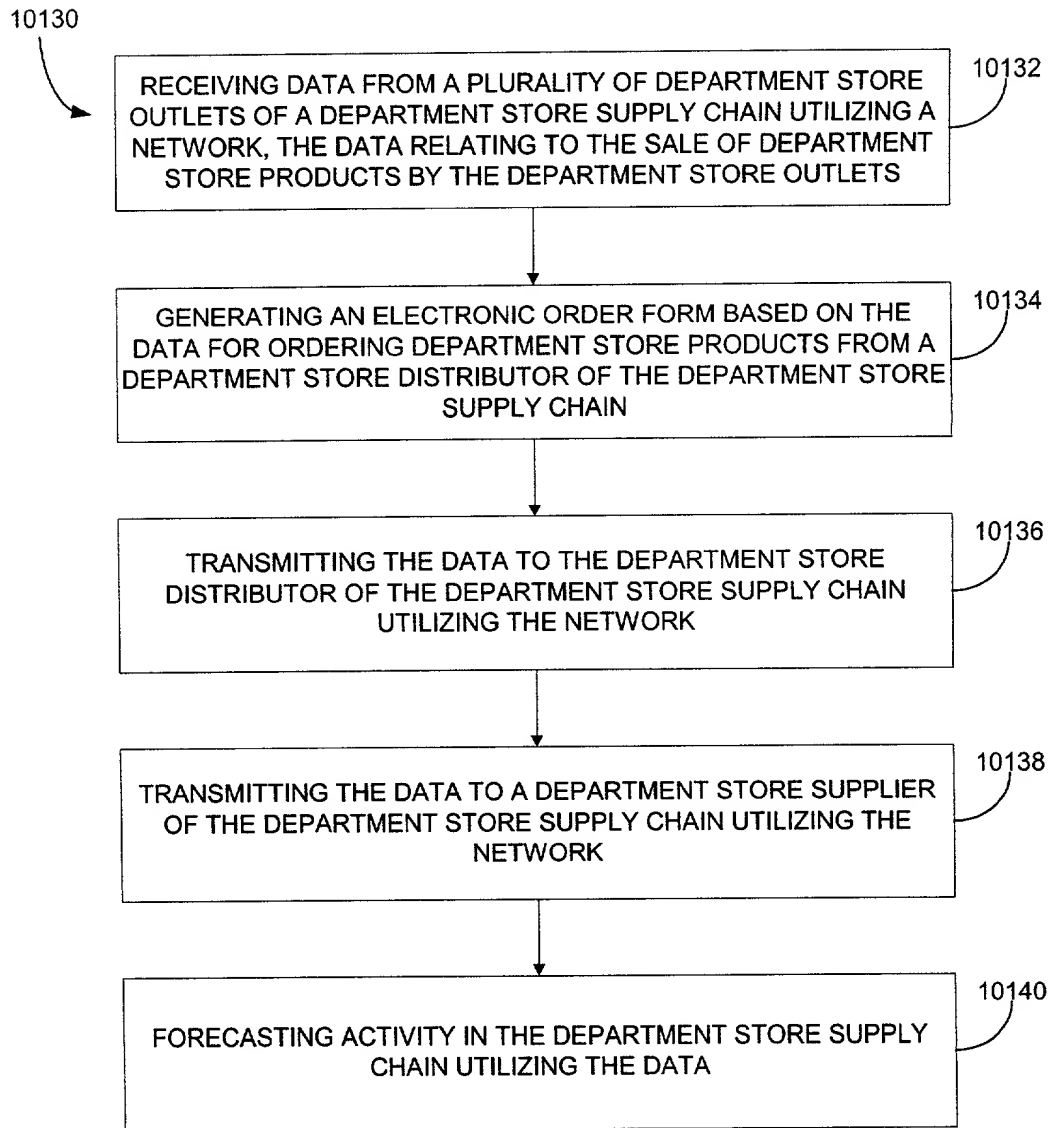 10130
RECEIVING DATA FROM A PLURALITY OF DEPARTMENT STORE
OUTLETS OF A DEPARTMENT STORE SUPPLY CHAIN UTILIZING A
NETWORK, THE DATA RELATING TO THE SALE OF DEPARTMENT
STORE PRODUCTS BY THE DEPARTMENT STORE OUTLETS
10132
GENERATING AN ELECTRONIC ORDER FORM BASED ON THE
DATA FOR ORDERING DEPARTMENT STORE PRODUCTS FROM A
DEPARTMENT STORE DISTRIBUTOR OF THE DEPARTMENT STORE
SUPPLY CHAIN
10134
TRANSMITTING THE DATA TO THE DEPARTMENT STORE
DISTRIBUTOR OF THE DEPARTMENT STORE SUPPLY CHAIN
UTILIZING THE NETWORK
10136
TRANSMITTING THE DATA TO A DEPARTMENT STORE SUPPLIER
OF THE DEPARTMENT STORE SUPPLY CHAIN UTILIZING THE
NETWORK
10138
FORECASTING ACTIVITY IN THE DEPARTMENT STORE SUPPLY
CHAIN UTILIZING THE DATA
10140